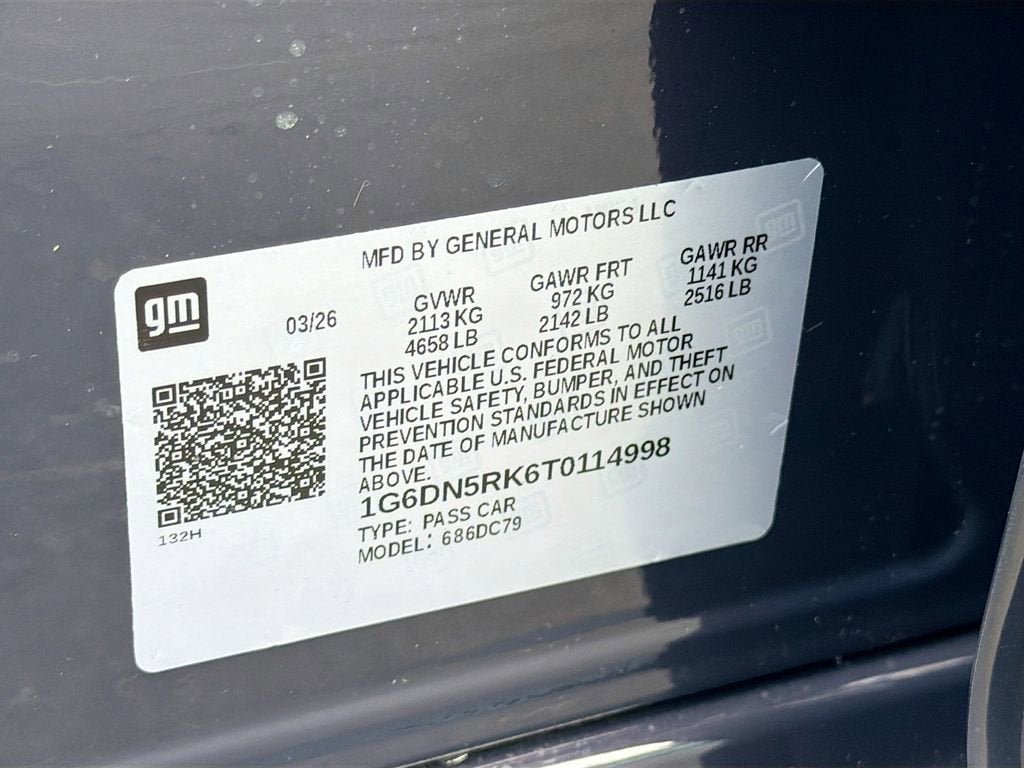 MFD BY GENERAL MOTORS LLC
gm
03/26
GVWR
2113 KG
4658 LB
GAWR FRT
972 KG
2142 LB
GAWR RR
1141 KG
2516 LB
THIS VEHICLE CONFORMS TO ALL
APPLICABLE U.S. FEDERAL MOTOR
VEHICLE SAFETY, BUMPER, AND THEFT
PREVENTION STANDARDS IN EFFECT ON
THE DATE OF MANUFACTURE SHOWN
ABOVE.
1G6DN5RK6T0114998
TYPE: PASS CAR
MODEL: 686DC79
132H